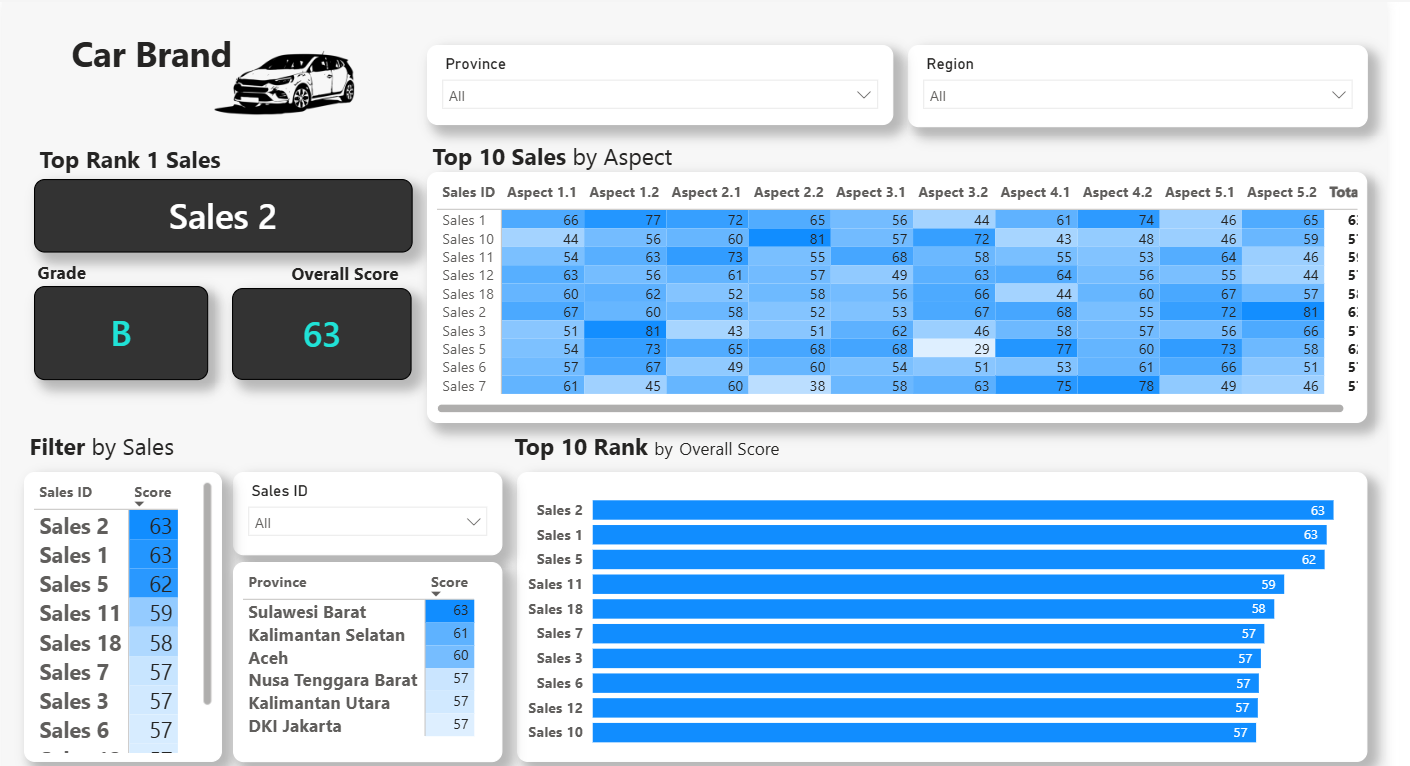 Car Brand
Province
All
Region
All
Top Rank 1 Sales
Sales 2
Grade
Overall Score
B
63
Top 10 Sales by Aspect
Sales ID Aspect 1.1 Aspect 1.2 Aspect 2.1 Aspect 2.2 Aspect 3.1 Aspect 3.2 Aspect 4.1 Aspect 4.2 Aspect 5.1 Aspect 5.2 Tota
Sales 1 66 77 72 65 56 44 61 74 46 65
Sales 10 44 56 60 81 57 72 43 48 46 59
Sales 11 54 63 73 55 68 58 55 53 64 46
Sales 12 63 56 61 57 49 63 64 56 55 44
Sales 18 60 62 52 58 56 66 44 60 67 57
Sales 2 67 60 58 52 53 67 68 55 72 81
Sales 3 51 81 43 51 62 46 58 57 56 66
Sales 5 54 73 65 68 68 29 77 60 73 58
Sales 6 57 67 49 60 54 51 53 61 66 51
Sales 7 61 45 60 38 58 63 75 78 49 46
Filter by Sales
Sales ID Score
Sales 2 63
Sales 1 63
Sales 5 62
Sales 11 59
Sales 18 58
Sales 7 57
Sales 3 57
Sales 6 57
Sales ID
All
Province Score
Sulawesi Barat 63
Kalimantan Selatan 61
Aceh 60
Nusa Tenggara Barat 57
Kalimantan Utara 57
DKI Jakarta 57
Top 10 Rank by Overall Score
Sales 2 63
Sales 1 63
Sales 5 62
Sales 11 59
Sales 18 58
Sales 7 57
Sales 3 57
Sales 6 57
Sales 12 57
Sales 10 57